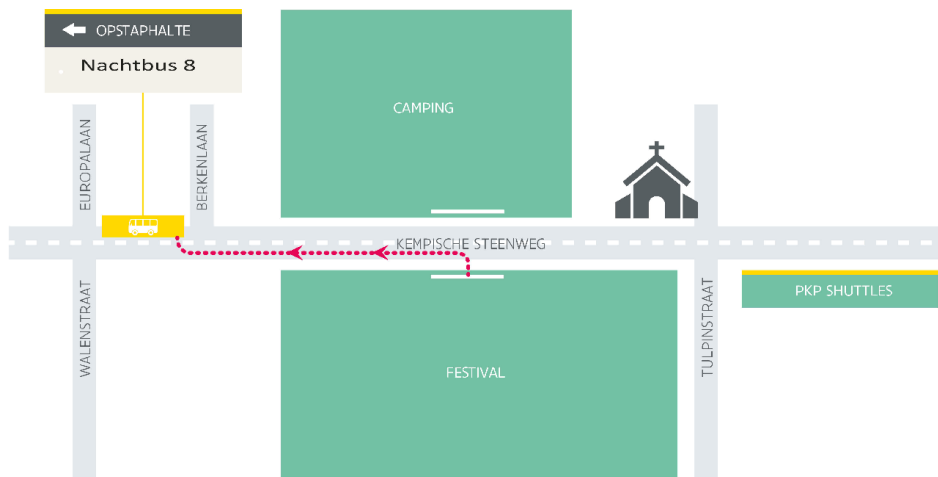 OPSTAPHALTE
Nachtbus 8
CAMPING
EUROPALAAN
BERKENLAAN
KEMPISCHE STEENWEG
WALENSTRAAT
TULPINSTRAAT
PKP SHUTTLES
FESTIVAL